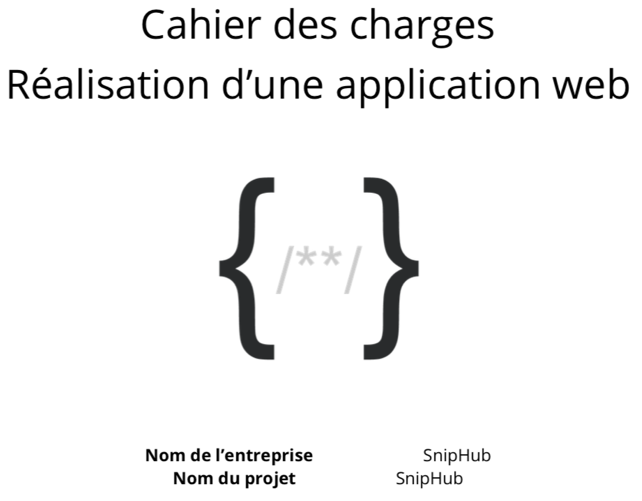 Cahier des charges
Réalisation d’une application web
{ /**/ }
Nom de l’entreprise SnipHub
Nom du projet SnipHub